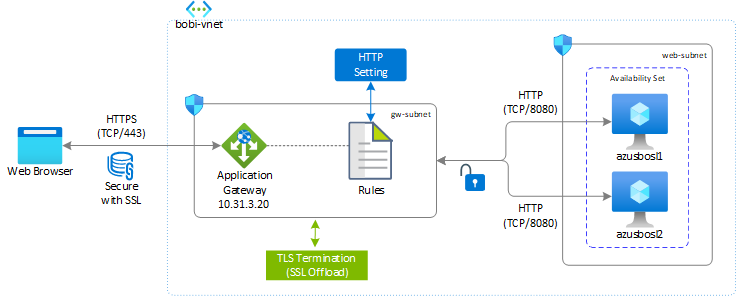 bobi-vnet
HTTP
Setting
web-subnet
Availability Set
HTTPS
(TCP/443)
gw-subnet
HTTP
(TCP/8080)
azusbosl1
Web Browser
Secure
with SSL
Application
Gateway
10.31.3.20
Rules
HTTP
(TCP/8080)
azusbosl2
TLS Termination
(SSL Offload)